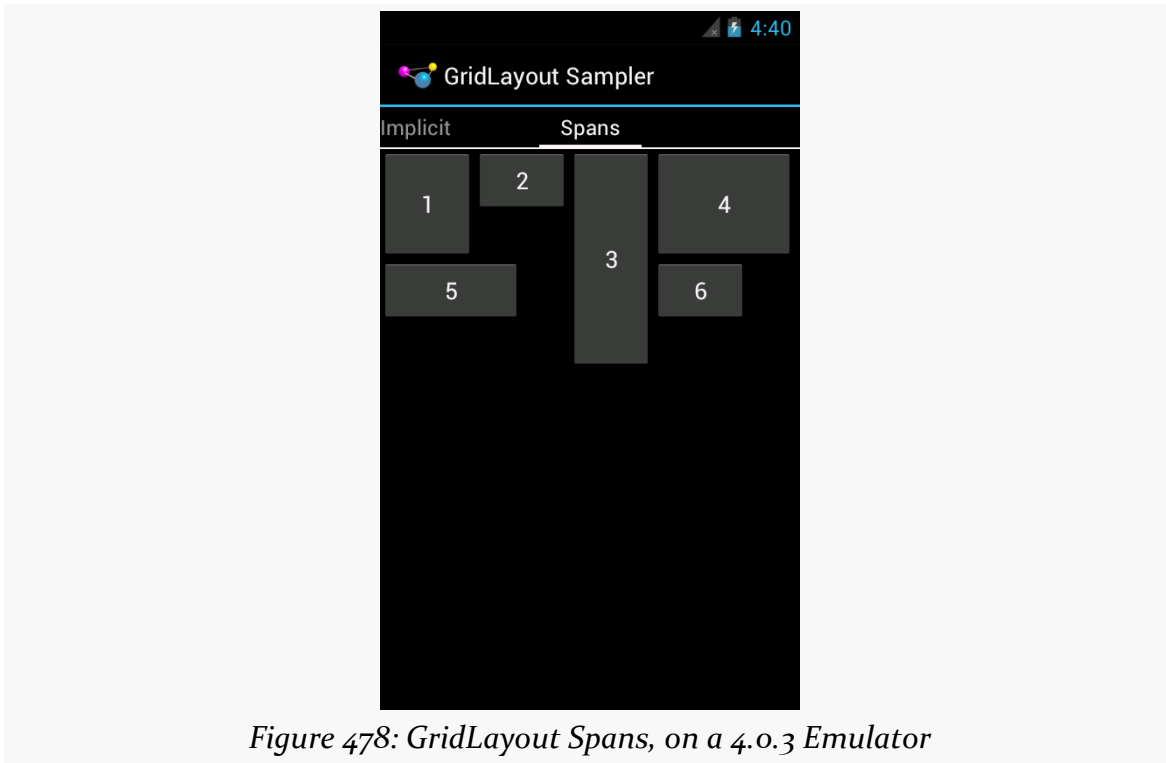 4:40
GridLayout Sampler
Implicit Spans
1 2 3 4
5 6
Figure 478: GridLayout Spans, on a 4.0.3 Emulator